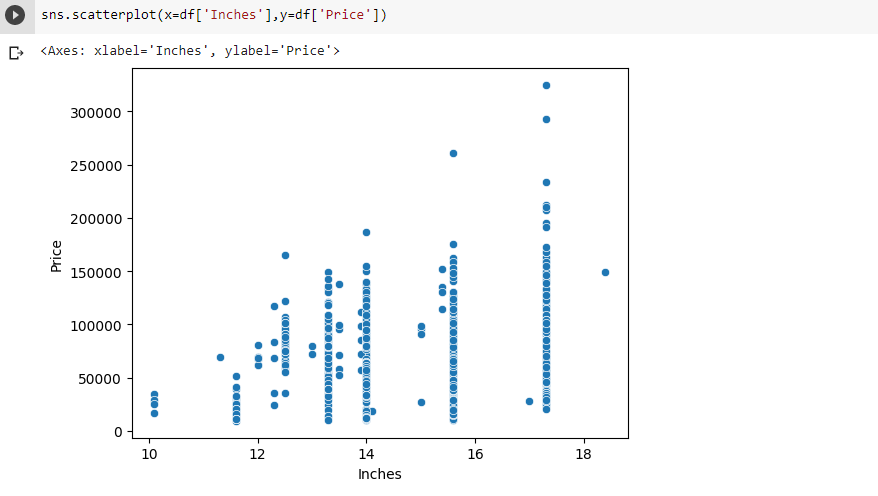 sns.scatterplot(x=df['Inches'],y=df['Price'])
<Axes: xlabel='Inches', ylabel='Price'>
300000
250000
200000
150000
100000
50000
0
Price
10 12 14 16 18
Inches